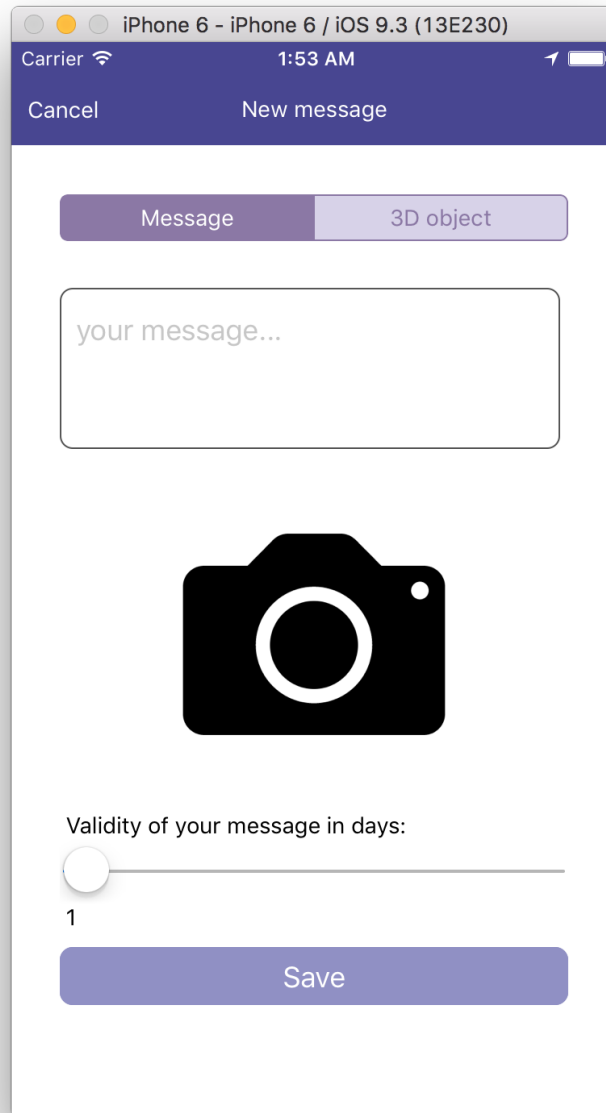 iPhone 6 - iPhone 6 / iOS 9.3 (13E230)
Carrier 1:53 AM
Cancel New message
Message 3D object
your message...
Validity of your message in days:
1
Save